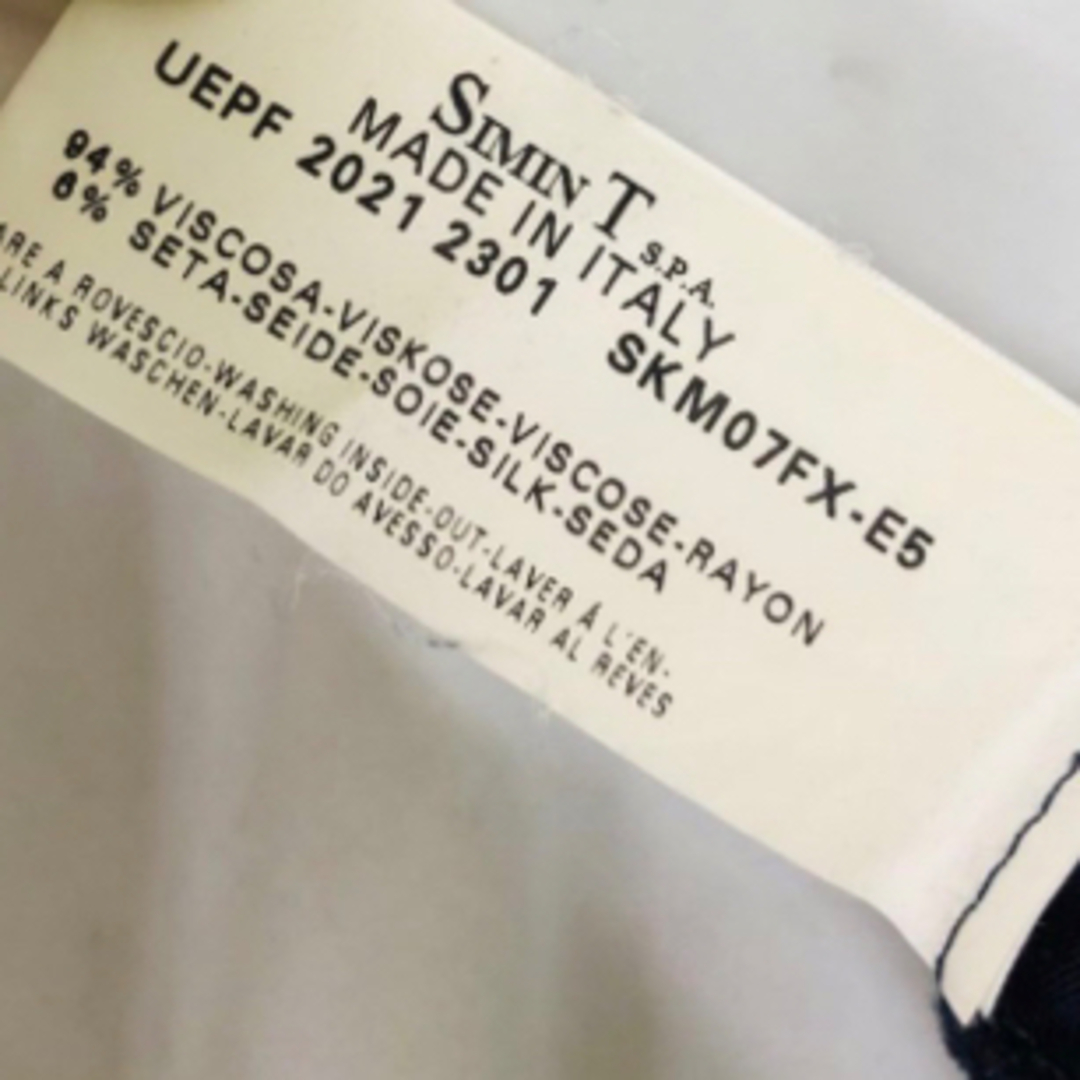 SIMIN T S.P.A.
MADE IN ITALY
UEPF 2021 2301 SKM07FX-E5
94% VISCOSA-VISKOSE-VISCOSE-RAYON
6% SETA-SEIDE-SOIE-SILK-SEDA
ARE A ROVESCIO-WASHING INSIDE-OUT-LAVER Á L'EN-
LINKS WASCHEN-LAVAR DO AVESSO-LAVAR AL REVES